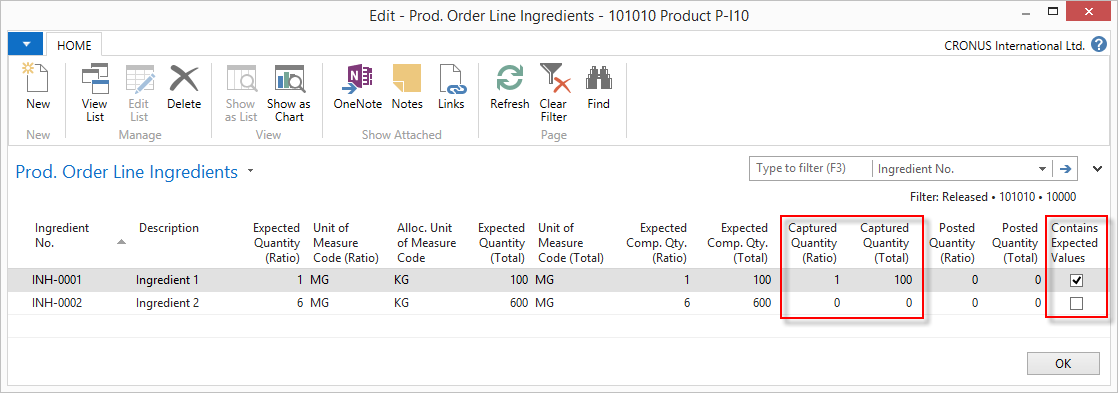 Edit - Prod. Order Line Ingredients - 101010 Product P-I10
HOME
CRONUS International Ltd.
New
View List
Edit List
Delete
Show as List
Show as Chart
OneNote
Notes
Links
Refresh
Clear Filter
Find
New
Manage
View
Show Attached
Page
Prod. Order Line Ingredients
Type to filter (F3)
Ingredient No.
Filter: Released • 101010 • 10000
Ingredient No. Description Expected Quantity (Ratio) Unit of Measure Code (Ratio) Alloc. Unit of Measure Code Expected Quantity (Total) Unit of Measure Code (Total) Expected Comp. Qty. (Ratio) Expected Comp. Qty. (Total) Captured Quantity (Ratio) Captured Quantity (Total) Posted Quantity (Ratio) Posted Quantity (Total) Contains Expected Values
INH-0001 Ingredient 1 1 MG KG 100 MG 1 100 1 100 0 0
INH-0002 Ingredient 2 6 MG KG 600 MG 6 600 0 0 0 0
OK